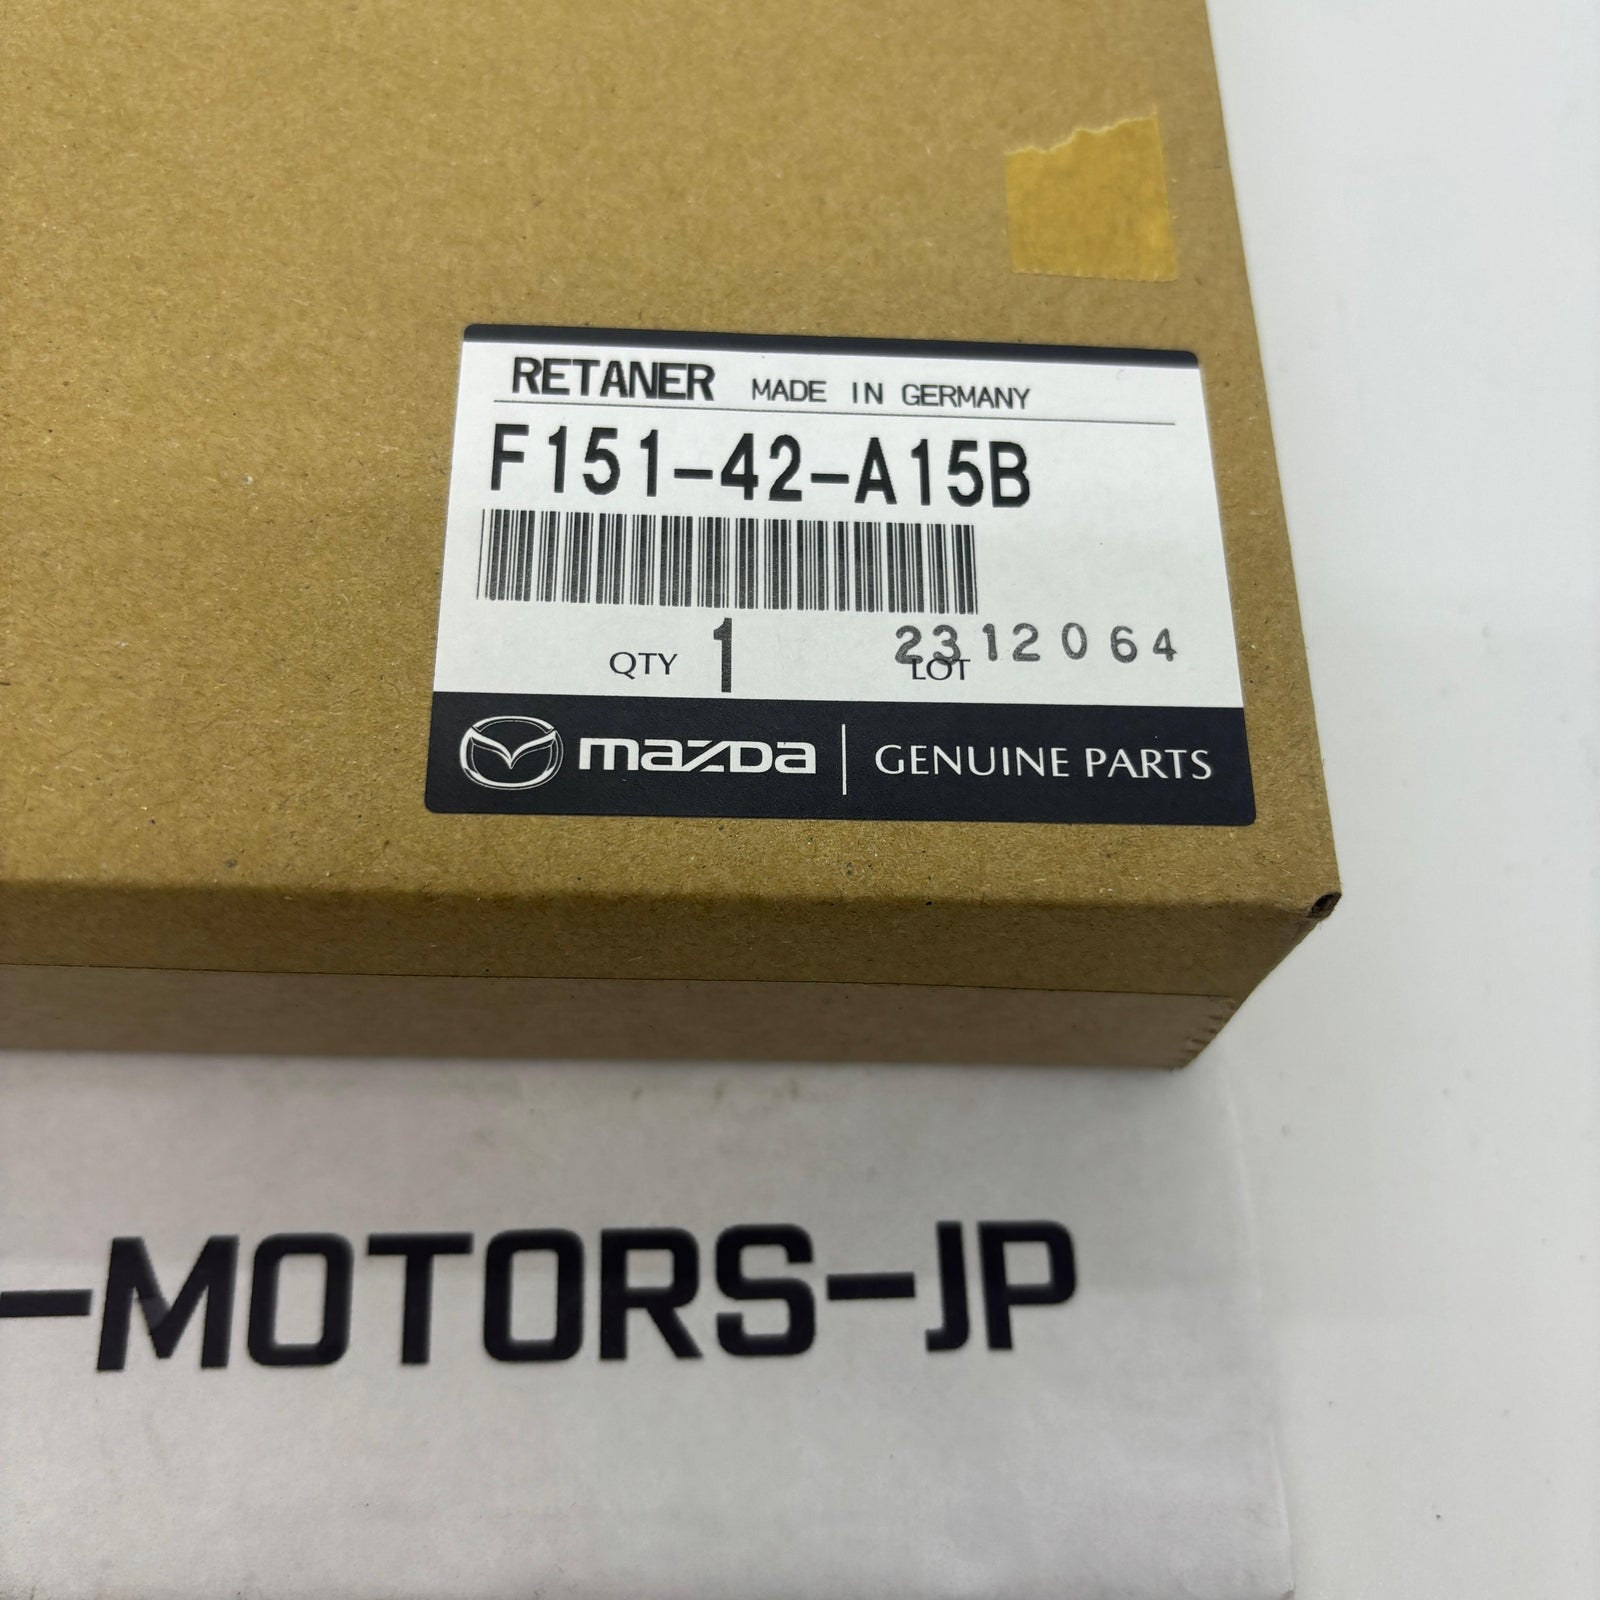 RETANER MADE IN GERMANY
F151-42-A15B
QTY 1 LOT 2312064
mazda | GENUINE PARTS
-MOTORS-JP